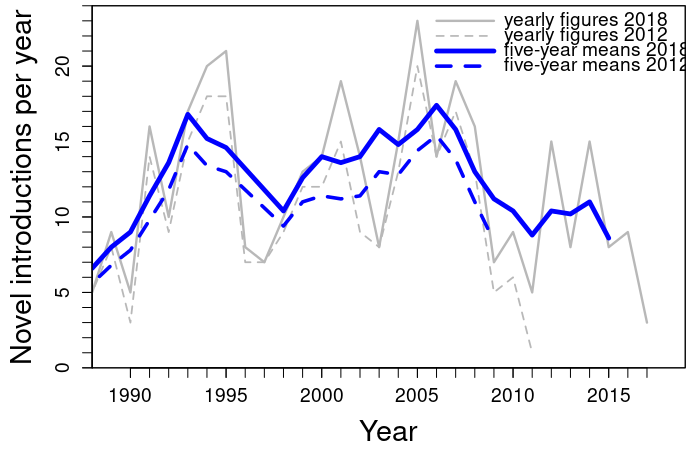 Novel introductions per year
20
15
10
5
0
yearly figures 2018
yearly figures 2012
five-year means 2018
five-year means 2012
1990 1995 2000 2005 2010 2015
Year